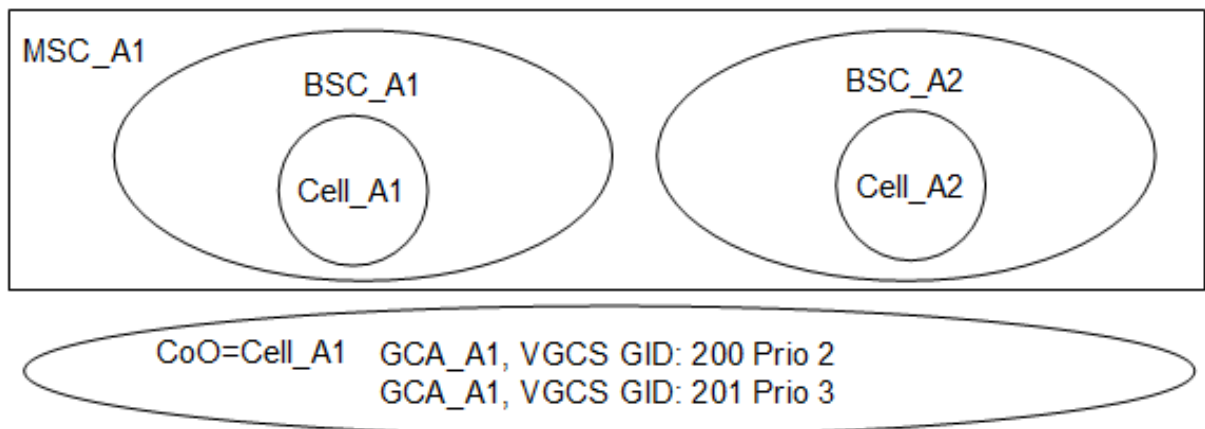 MSC_A1
BSC_A1
BSC_A2
Cell_A1
Cell_A2
CoO=Cell_A1 GCA_A1, VGCS GID: 200 Prio 2
GCA_A1, VGCS GID: 201 Prio 3